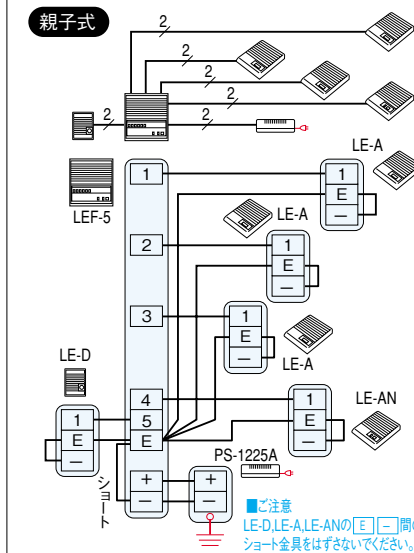 親子式
2
2
2
2
2
2
LE-A
LEF-5
1
1
E
–
LE-A
2
1
E
–
3
1
E
–
LE-A
LE-D
4
1
E
–
LE-AN
1
E
–
5
E
ショート
+
–
+
–
PS-1225A
■ご注意
LE-D,LE-A,LE-ANの E – 間の
ショート金具をはずさないでください。